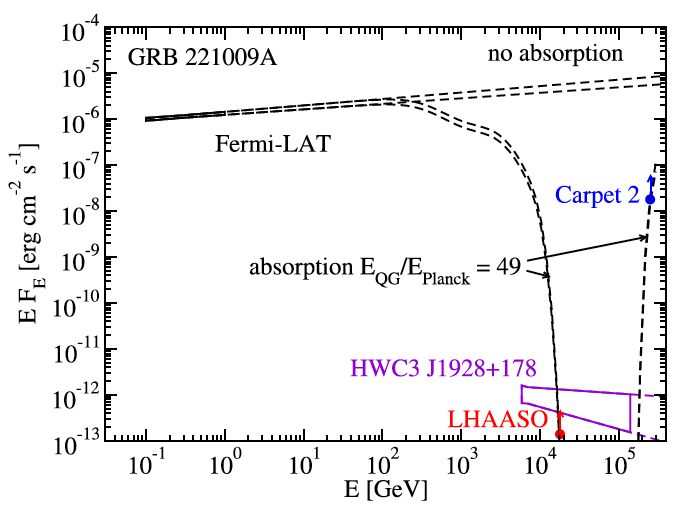 10^-4
GRB 221009A
no absorption
10^-5
10^-6
Fermi-LAT
10^-7
Carpet 2
10^-8
10^-9
absorption E_QG/E_Planck = 49
10^-10
10^-11
HWC3 J1928+178
10^-12
LHAASO
10^-13
10^-1 10^0 10^1 10^2 10^3 10^4 10^5
E [GeV]
E F_E [erg cm^-2 s^-1]